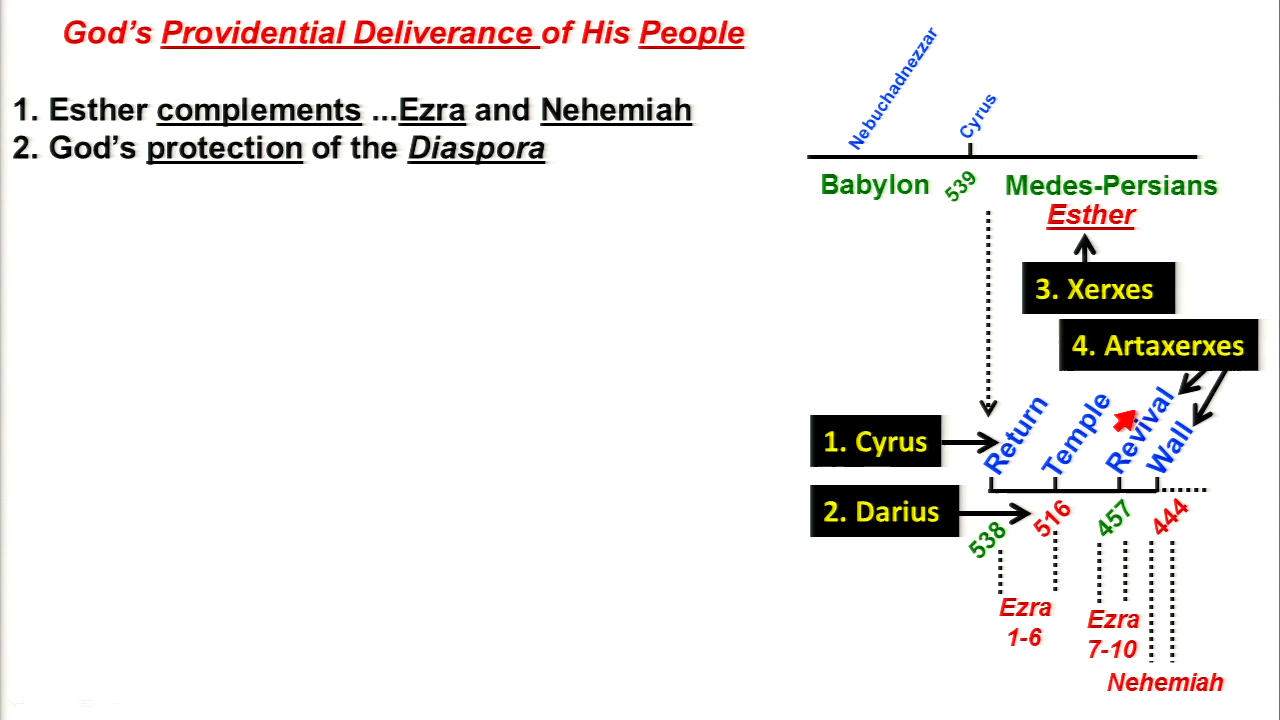 God's Providential Deliverance of His People
1. Esther complements ...Ezra and Nehemiah
2. God's protection of the Diaspora
Nebuchadnezzar
Cyrus
Babylon
539
Medes-Persians
Esther
3. Xerxes
4. Artaxerxes
1. Cyrus
2. Darius
Return
Temple
Revival
Wall
538
516
457
444
Ezra
1-6
Ezra
7-10
Nehemiah